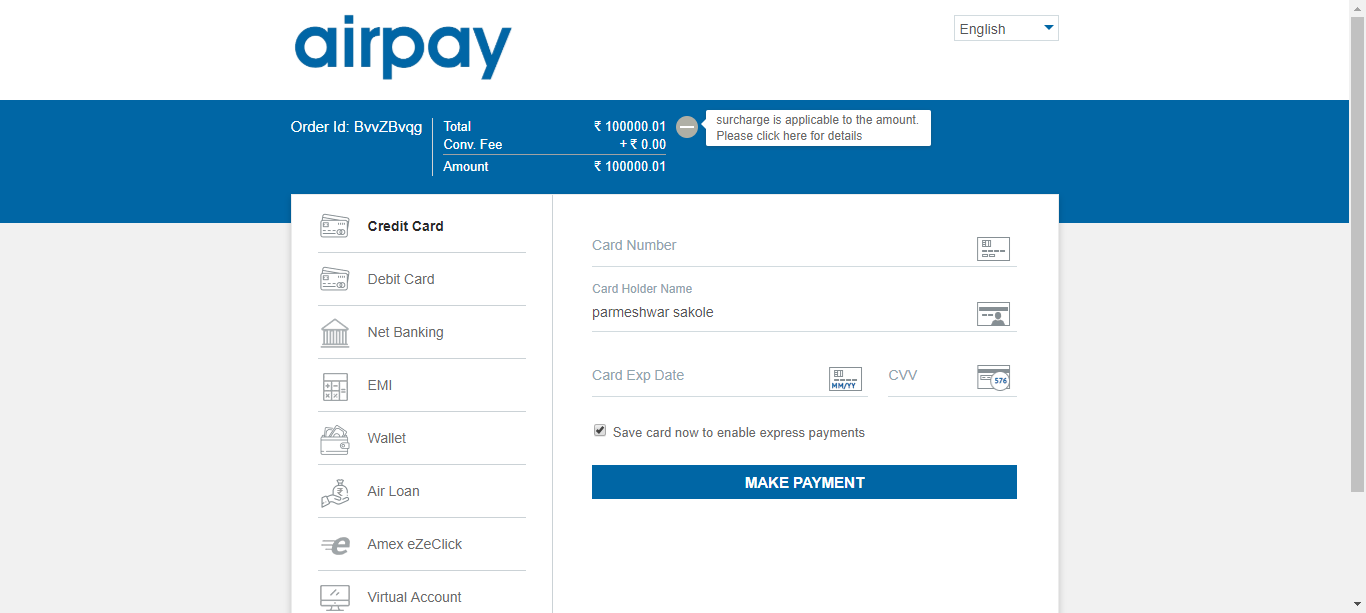 airpay
English
Order Id: BvvZBvqg
Total ₹ 100000.01
Conv. Fee + ₹ 0.00
Amount ₹ 100000.01
surcharge is applicable to the amount.
Please click here for details
Credit Card
Debit Card
Net Banking
EMI
Wallet
Air Loan
Amex eZeClick
Virtual Account
Card Number
Card Holder Name
parmeshwar sakole
Card Exp Date
MM/YY
CVV
576
Save card now to enable express payments
MAKE PAYMENT